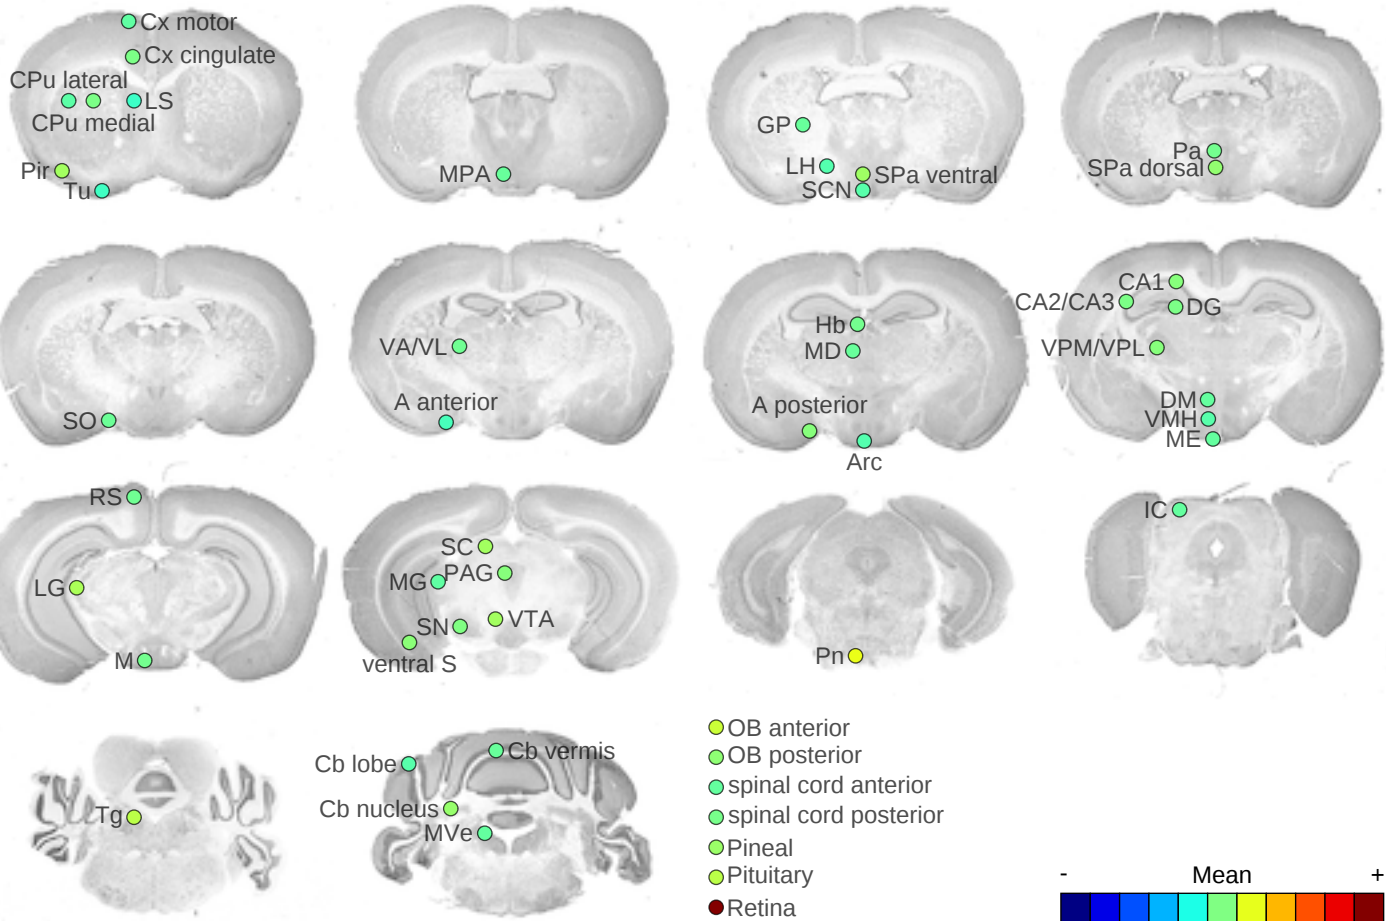 Cx motor
Cx cingulate
CPu lateral
LS
CPu medial
Pir
Tu
MPA
GP
LH
SPa ventral
SCN
Pa
SPa dorsal
SO
VA/VL
A anterior
Hb
MD
A posterior
Arc
CA1
CA2/CA3
DG
VPM/VPL
DM
VMH
ME
RS
LG
M
SC
PAG
MG
SN
VTA
ventral S
Pn
IC
Tg
Cb vermis
Cb lobe
Cb nucleus
MVe
OB anterior
OB posterior
spinal cord anterior
spinal cord posterior
Pineal
Pituitary
Retina
- Mean +